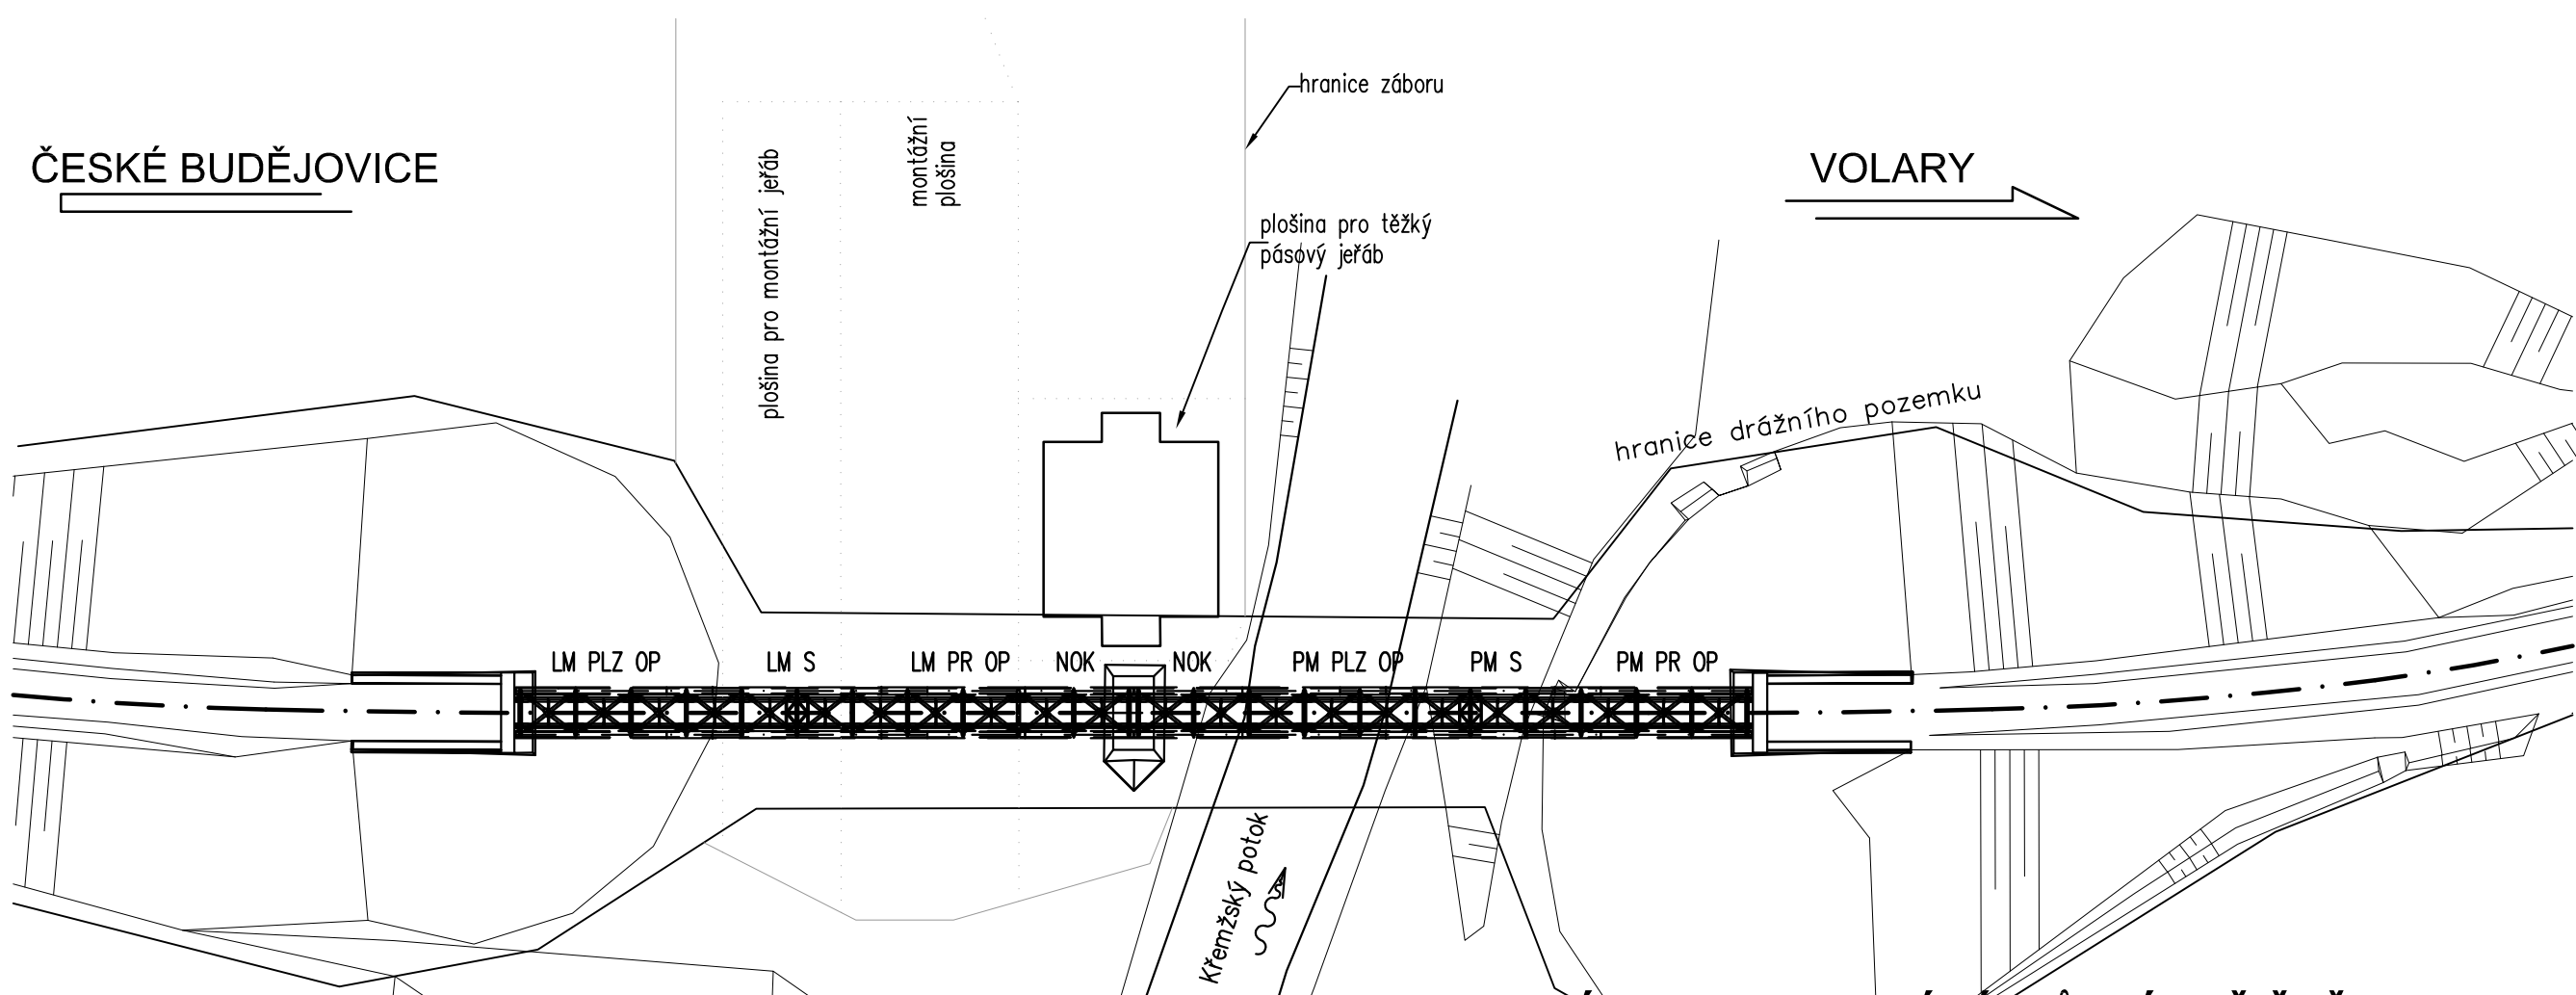 hranice záboru
ČESKÉ BUDĚJOVICE
VOLARY
montážní
plošina
plošina pro montážní jeřáb
plošina pro těžký
pásový jeřáb
hranice drážního pozemku
LM PLZ OP
LM S
LM PR OP
NOK
NOK
PM PLZ OP
PM S
PM PR OP
Křemžský potok